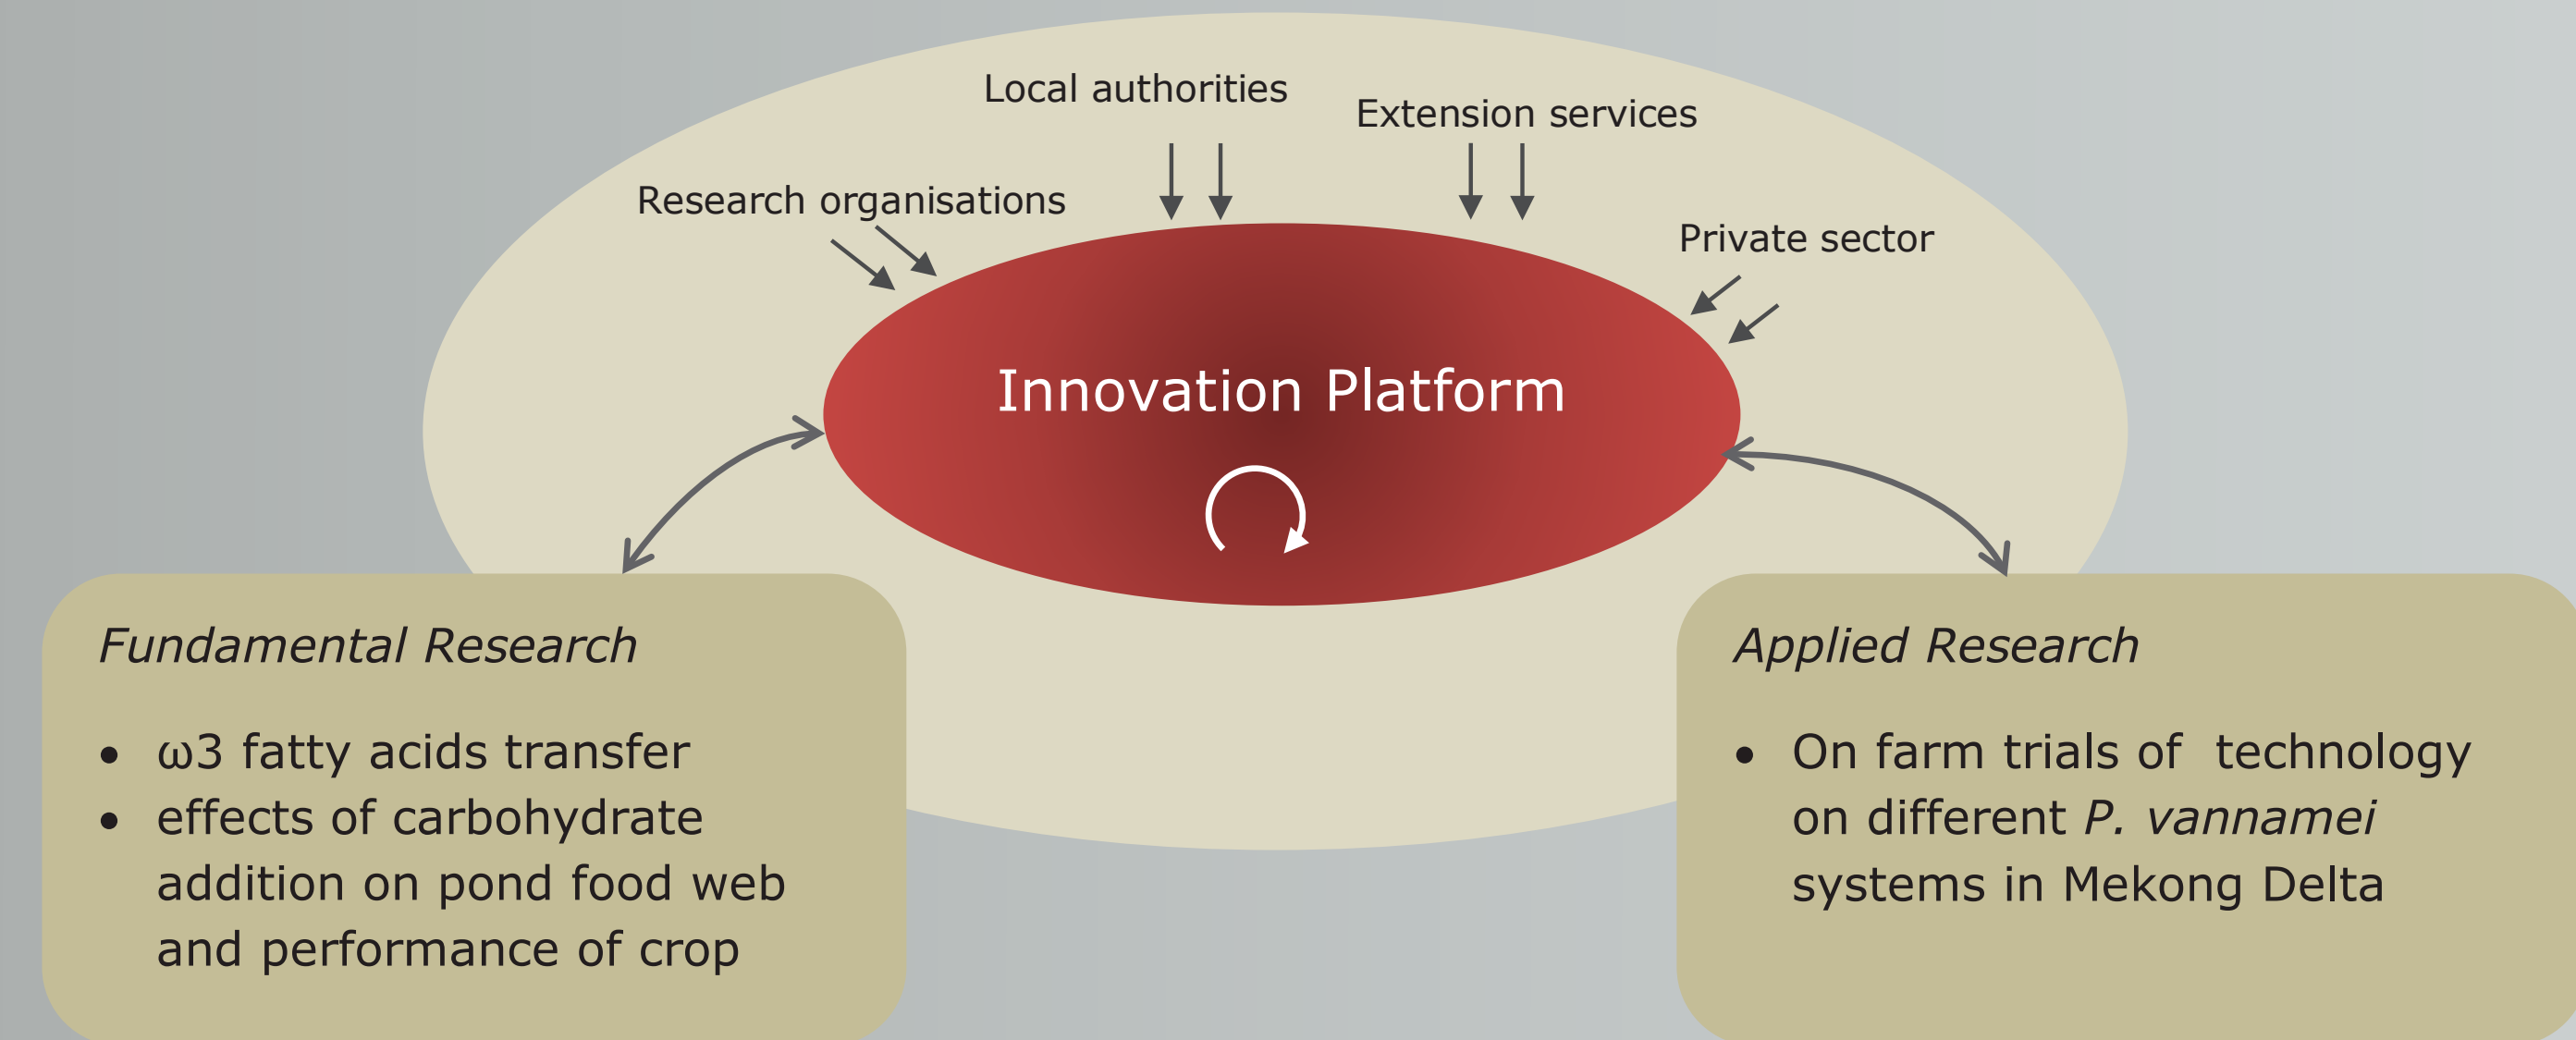 Local authorities
Extension services
Research organisations
Private sector
Innovation Platform
Fundamental Research
• ω3 fatty acids transfer
• effects of carbohydrate
addition on pond food web
and performance of crop
Applied Research
• On farm trials of  technology
on different P. vannamei
systems in Mekong Delta